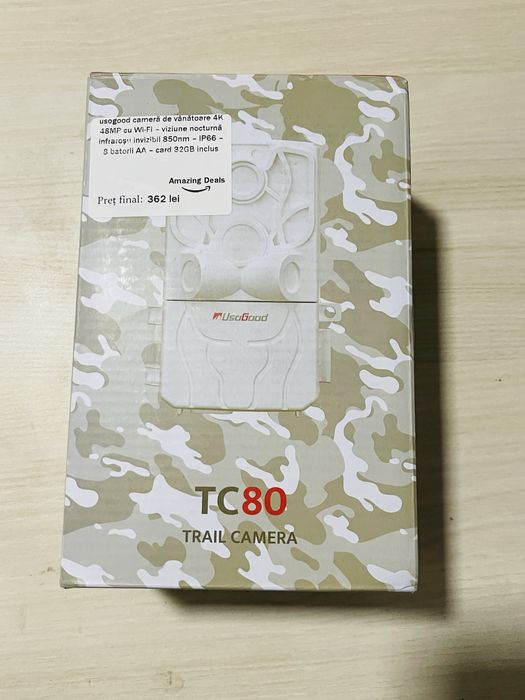 usogood cameră de vânătoare 4K
48MP cu Wi-Fi – viziune nocturnă
infraroșu invizibil 850nm – IP66 –
8 baterii AA – card 32GB inclus
Amazing Deals
Preț final: 362 lei
UsoGood
TC80
TRAIL CAMERA